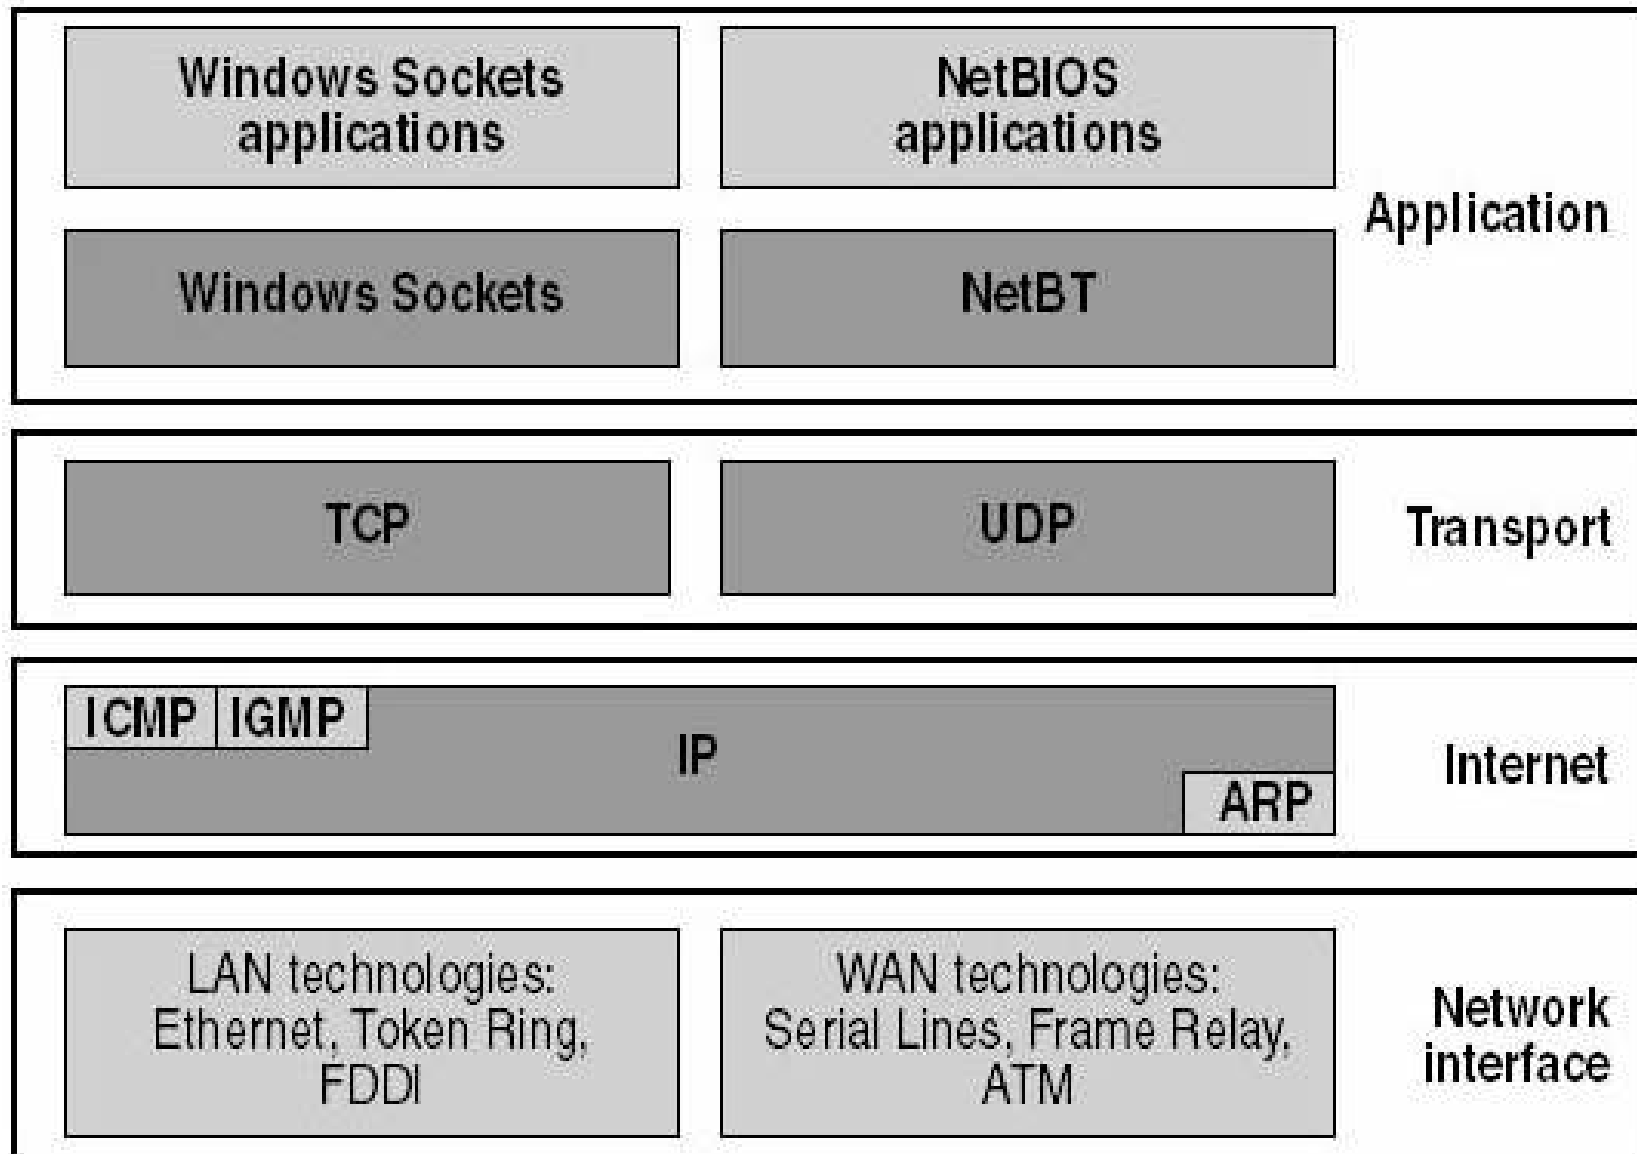 Windows Sockets
applications
NetBIOS
applications
Application
Windows Sockets
NetBT
TCP
UDP
Transport
ICMP
IGMP
IP
ARP
Internet
LAN technologies:
Ethernet, Token Ring,
FDDI
WAN technologies:
Serial Lines, Frame Relay,
ATM
Network
interface